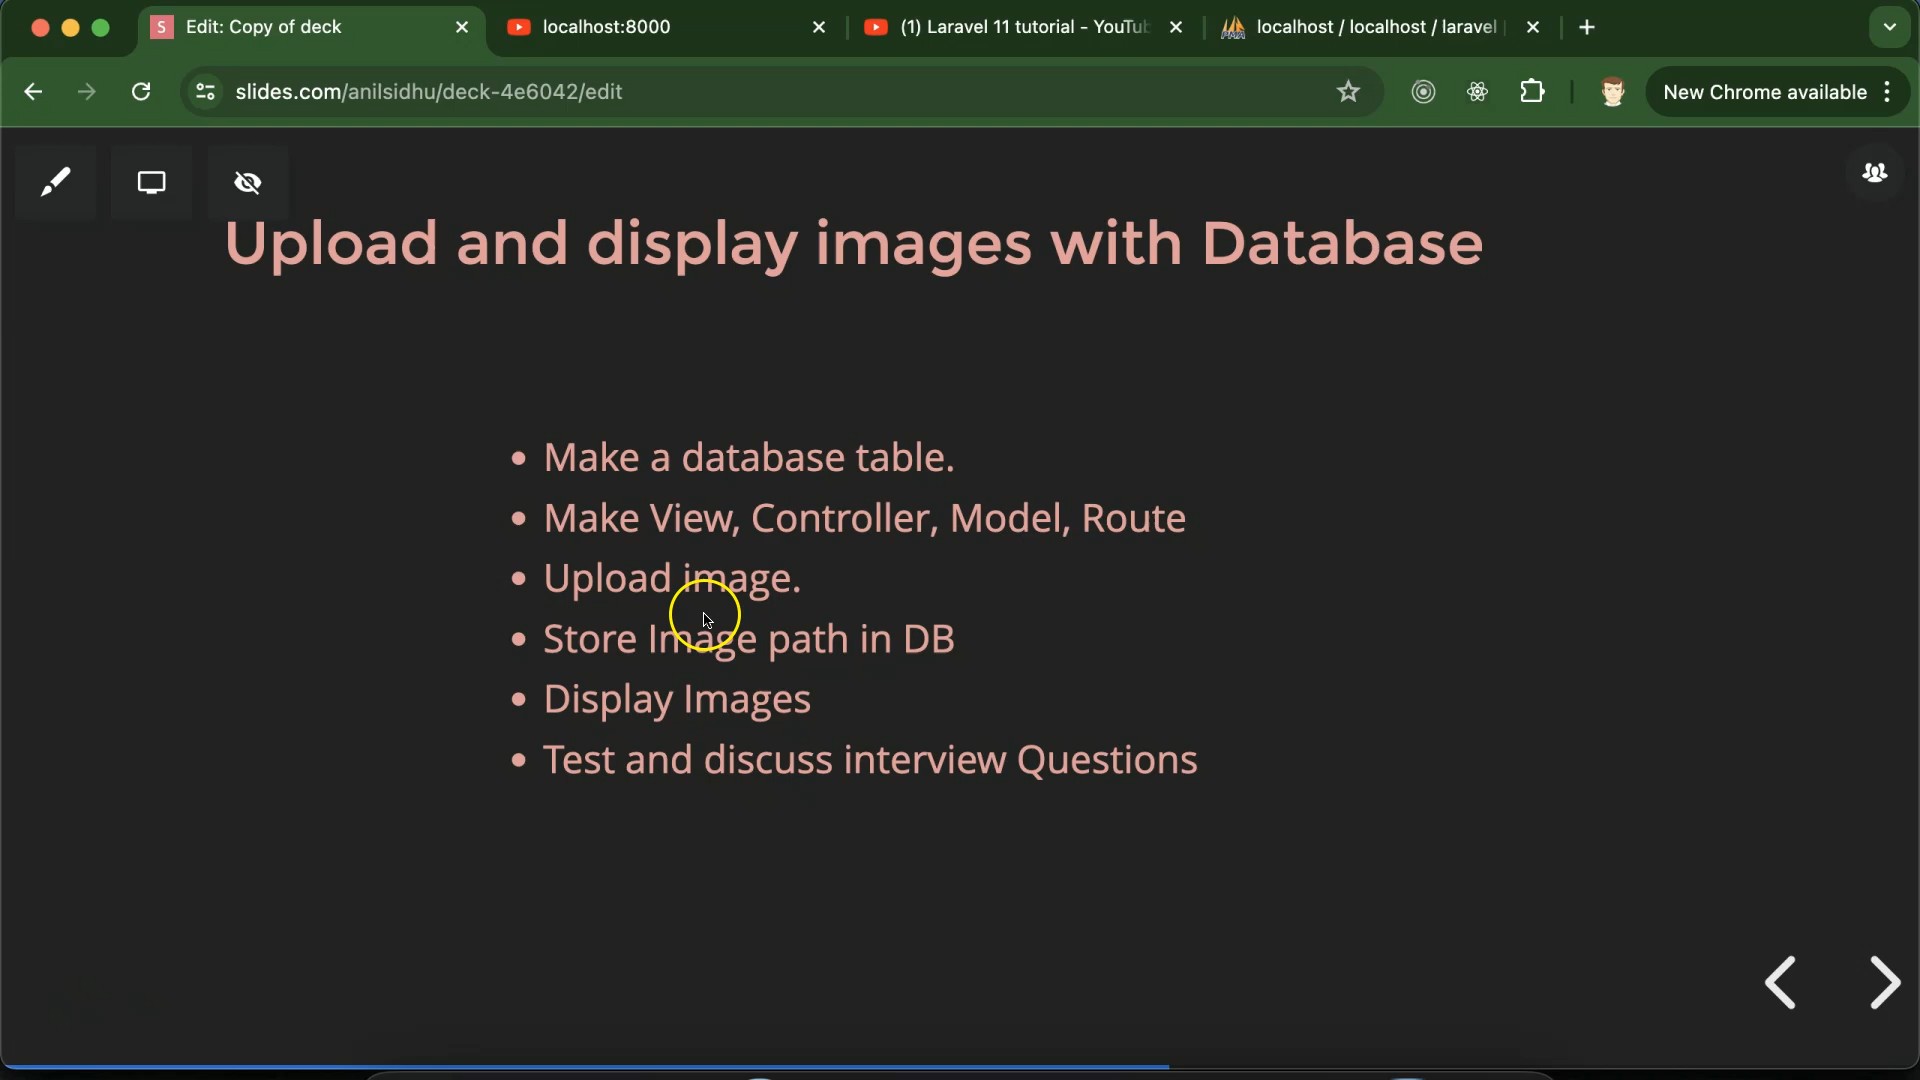 Edit: Copy of deck
localhost:8000
(1) Laravel 11 tutorial - YouTub
localhost / localhost / laravel
slides.com/anilsidhu/deck-4e6042/edit
New Chrome available
Upload and display images with Database
• Make a database table.
• Make View, Controller, Model, Route
• Upload image.
• Store Image path in DB
• Display Images
• Test and discuss interview Questions